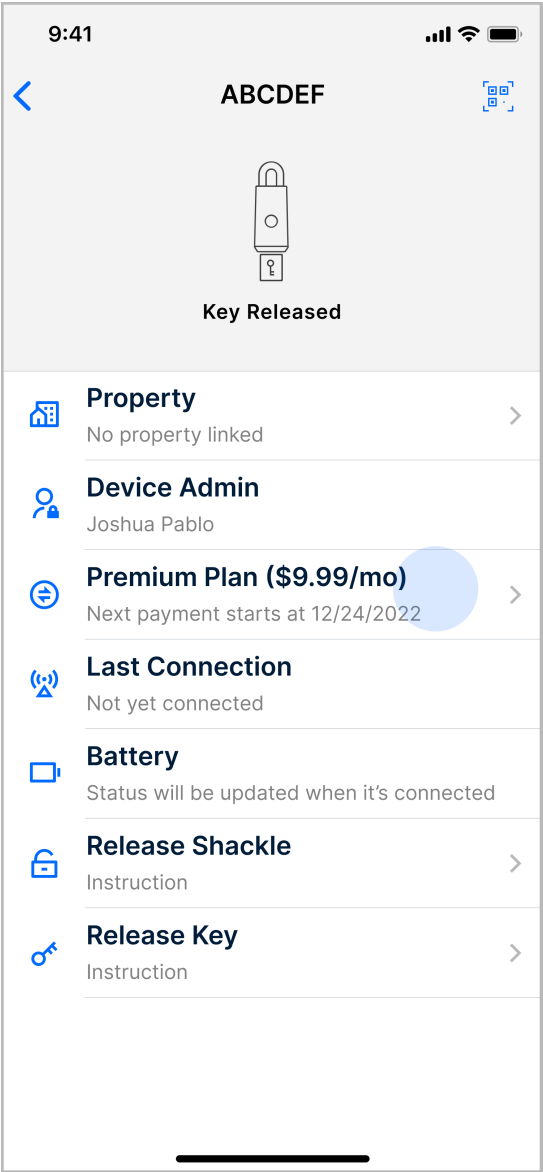 9:41
ABCDEF
Key Released
Property
No property linked
Device Admin
Joshua Pablo
Premium Plan ($9.99/mo)
Next payment starts at 12/24/2022
Last Connection
Not yet connected
Battery
Status will be updated when it’s connected
Release Shackle
Instruction
Release Key
Instruction